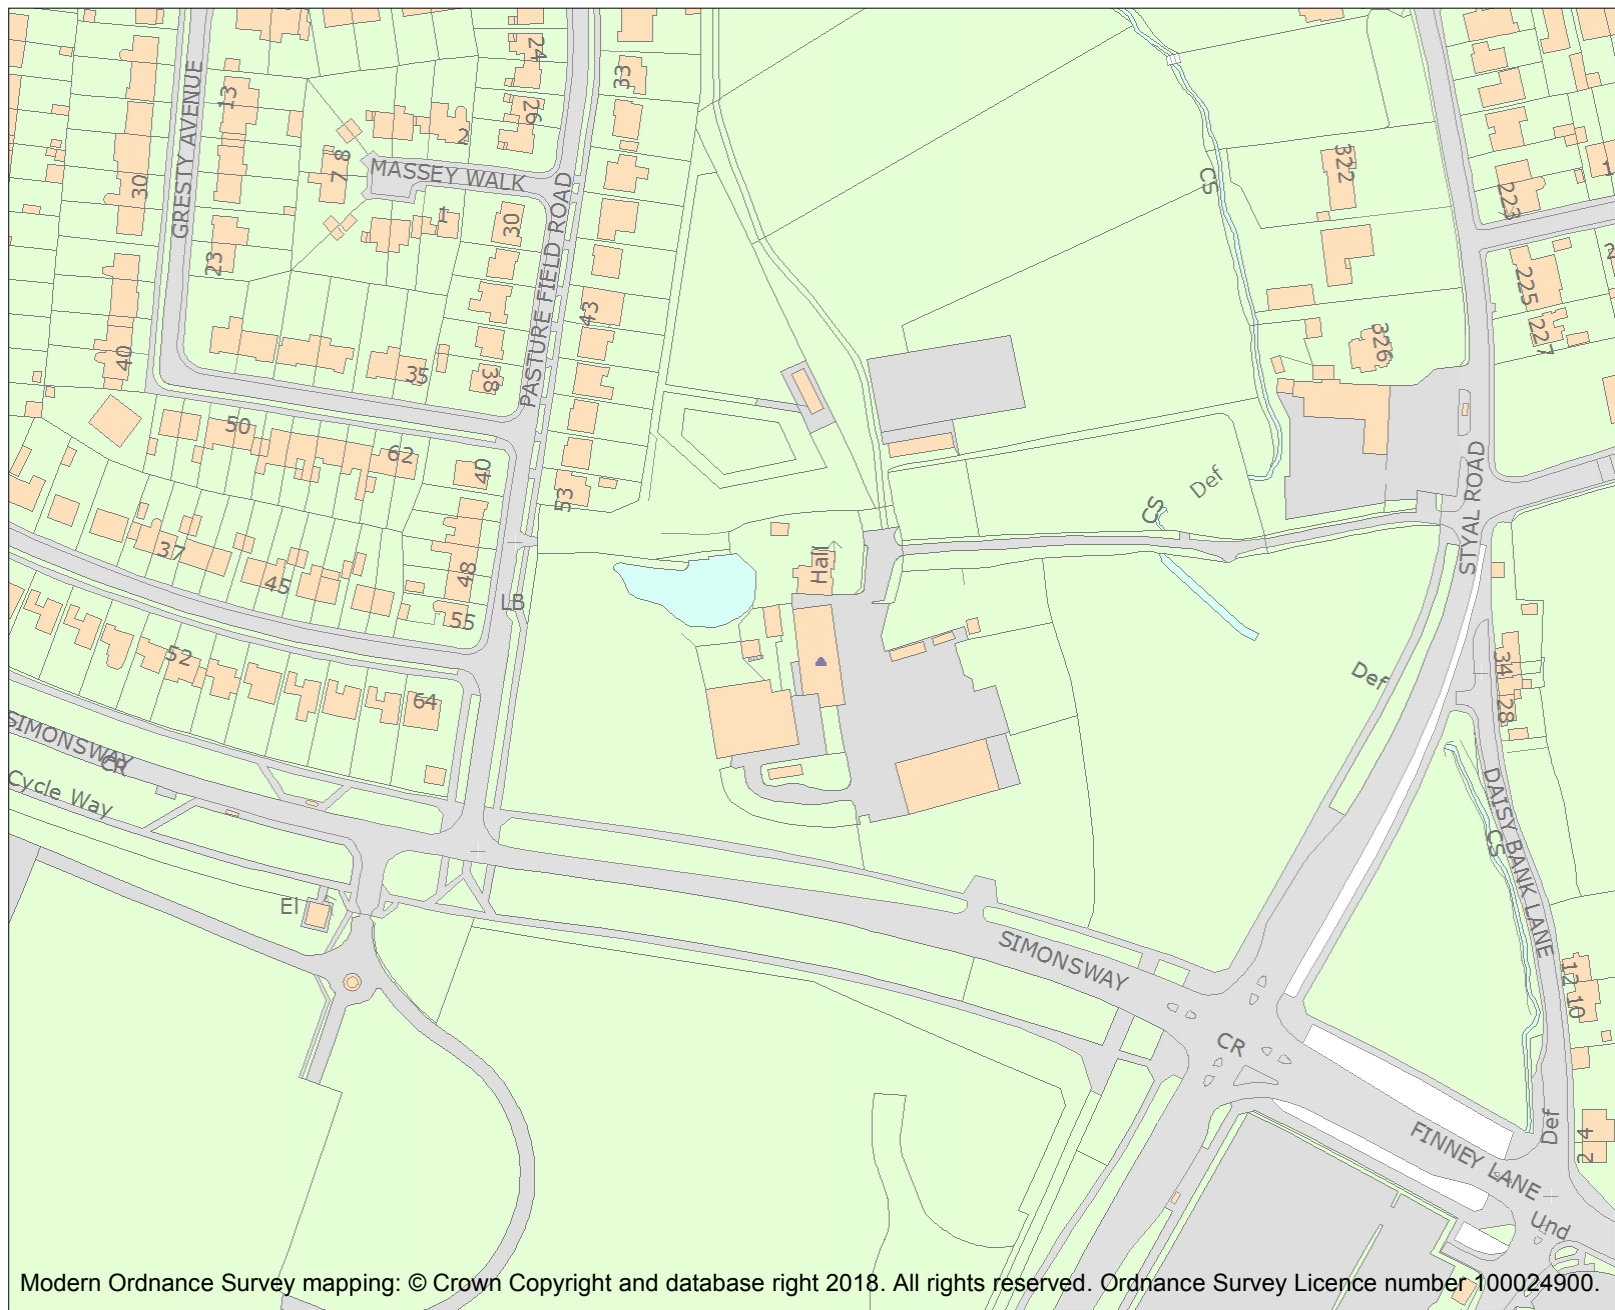 24
33
13
26
2
GRESTY AVENUE
8
7
MASSEY WALK
30
1
30
23
PASTURE FIELD ROAD
43
40
35
38
50
62
40
53
37
45
48
LB
55
52
64
SIMONSWAY
CR
Cycle Way
El
Hall
CS
322
326
223
225
227
Def
CS
STYAL ROAD
Def
34
28
DAISY BANK LANE
CS
SIMONSWAY
CR
12
10
FINNEY LANE
Def
4
2
Und
Modern Ordnance Survey mapping: © Crown Copyright and database right 2018. All rights reserved. Ordnance Survey Licence number 100024900.